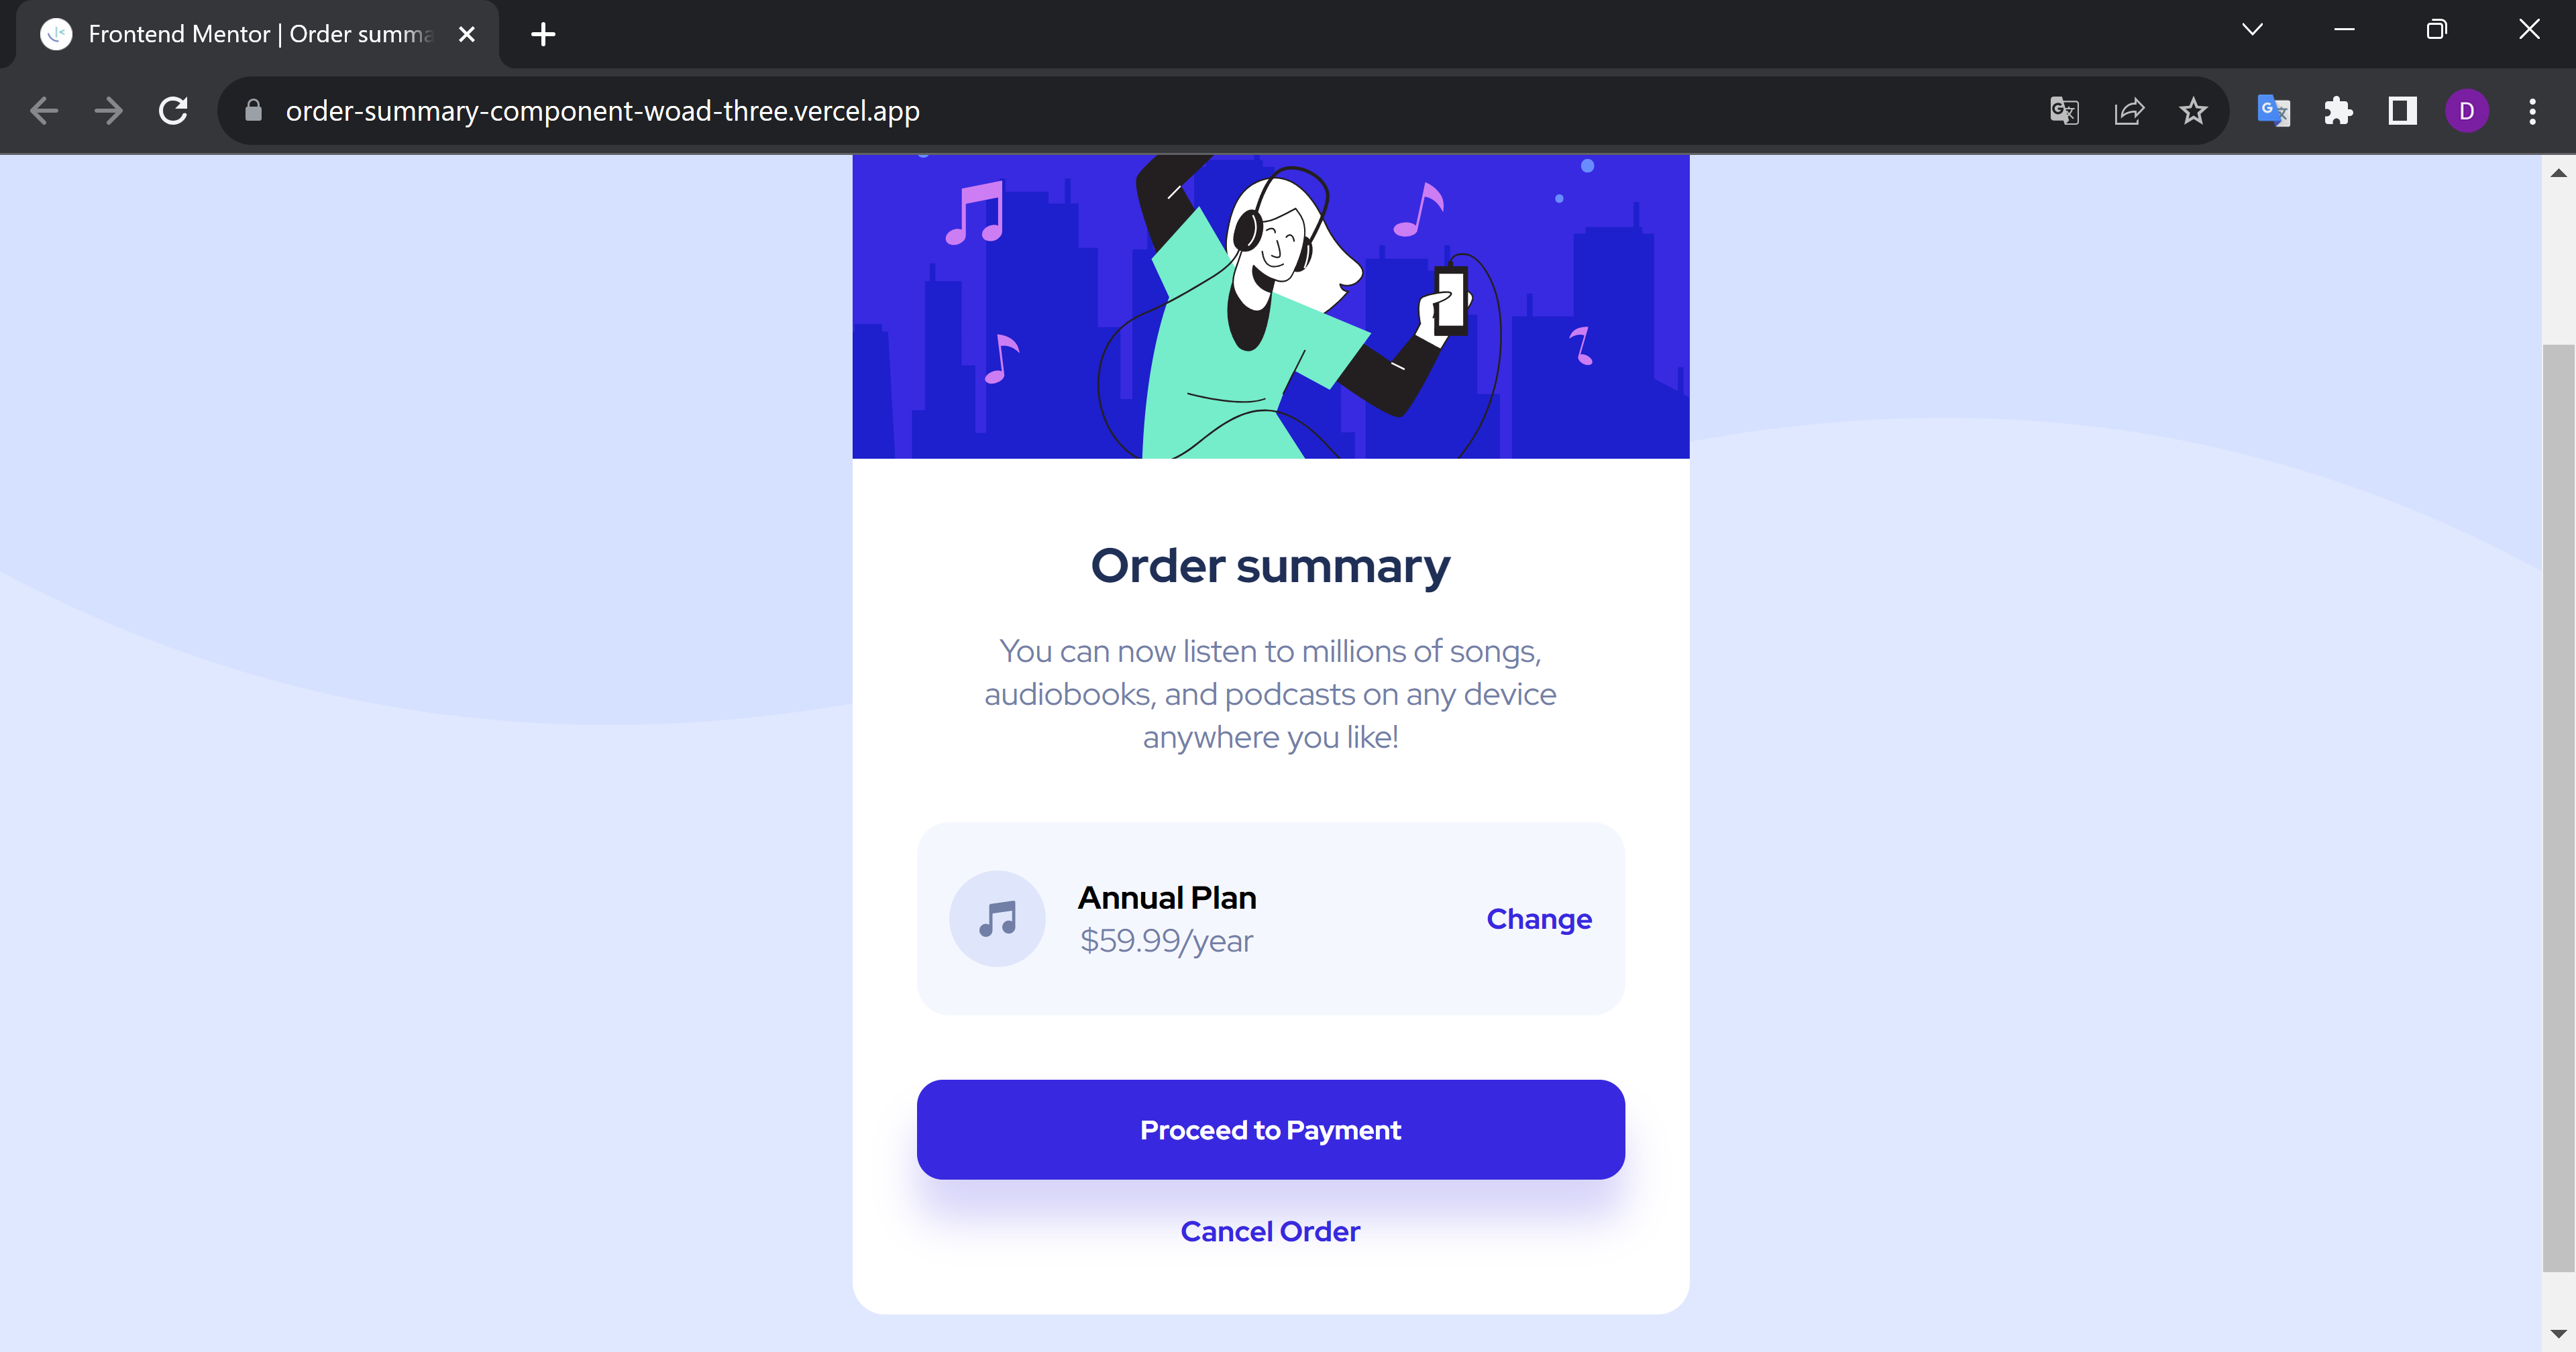 Frontend Mentor | Order summa
order-summary-component-woad-three.vercel.app
D
Order summary
You can now listen to millions of songs,
audiobooks, and podcasts on any device
anywhere you like!
Annual Plan
$59.99/year
Change
Proceed to Payment
Cancel Order